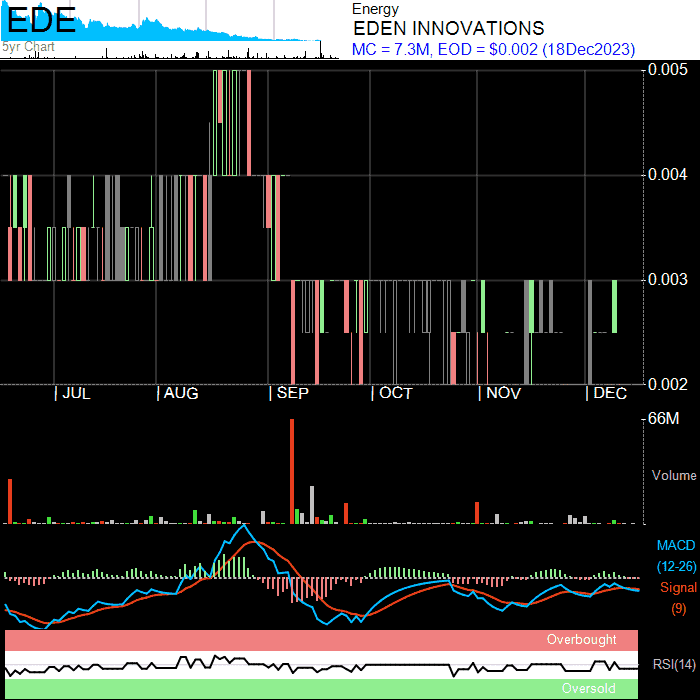 EDE
5yr Chart
Energy
EDEN INNOVATIONS
MC = 7.3M, EOD = $0.002 (18Dec2023)
0.005
0.004
0.003
0.002
| JUL | AUG | SEP | OCT | NOV | DEC
66M
Volume
MACD
(12-26)
Signal
(9)
Overbought
RSI(14)
Oversold